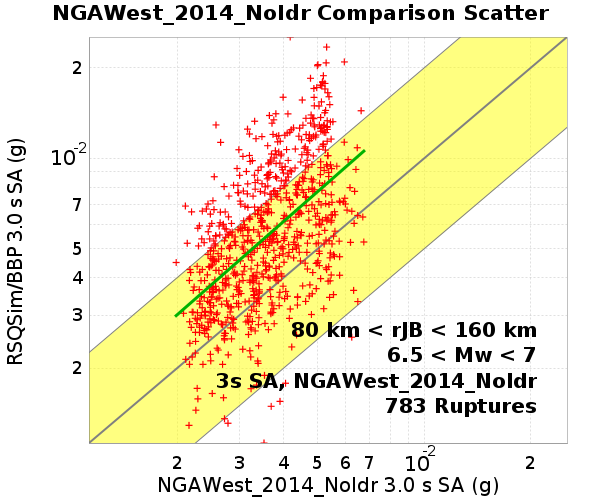 NGAWest_2014_NoIdr Comparison Scatter
2
10-2
7
5
4
3
2
RSQSim/BBP 3.0 s SA (g)
80 km < rJB < 160 km
6.5 < Mw < 7
3s SA, NGAWest_2014_NoIdr
783 Ruptures
2 3 4 5 6 7 10-2 2
NGAWest_2014_NoIdr 3.0 s SA (g)